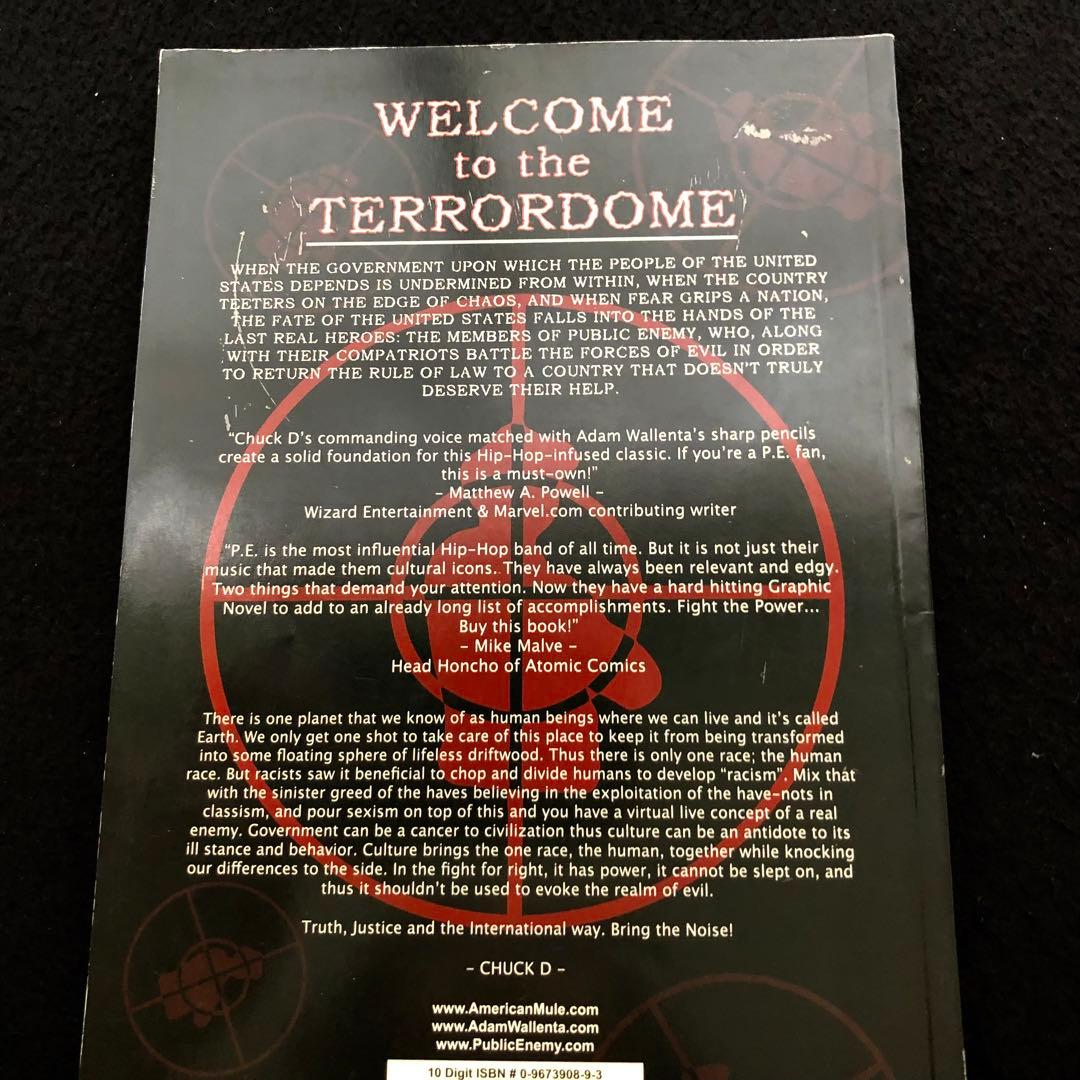 WELCOME
to the
TERRORDOME
WHEN THE GOVERNMENT UPON WHICH THE PEOPLE OF THE UNITED
STATES DEPENDS IS UNDERMINED FROM WITHIN, WHEN THE COUNTRY
TEETERS ON THE EDGE OF CHAOS, AND WHEN FEAR GRIPS A NATION,
THE FATE OF THE UNITED STATES FALLS INTO THE HANDS OF THE
LAST REAL HEROES: THE MEMBERS OF PUBLIC ENEMY, WHO, ALONG
WITH THEIR COMPATRIOTS BATTLE THE FORCES OF EVIL IN ORDER
TO RETURN THE RULE OF LAW TO A COUNTRY THAT DOESN'T TRULY
DESERVE THEIR HELP.
"Chuck D's commanding voice matched with Adam Wallenta's sharp pencils
create a solid foundation for this Hip-Hop-infused classic. If you're a P.E. fan,
this is a must-own!"
- Matthew A. Powell -
Wizard Entertainment & Marvel.com contributing writer
"P.E. is the most influential Hip-Hop band of all time. But it is not just their
music that made them cultural icons. They have always been relevant and edgy.
Two things that demand your attention. Now they have a hard hitting Graphic
Novel to add to an already long list of accomplishments. Fight the Power...
Buy this book!"
- Mike Malve -
Head Honcho of Atomic Comics
There is one planet that we know of as human beings where we can live and it's called
Earth. We only get one shot to take care of this place to keep it from being transformed
into some floating sphere of lifeless driftwood. Thus there is only one race; the human
race. But racists saw it beneficial to chop and divide humans to develop "racism". Mix that
with the sinister greed of the haves believing in the exploitation of the have-nots in
classism, and pour sexism on top of this and you have a virtual live concept of a real
enemy. Government can be a cancer to civilization thus culture can be an antidote to its
ill stance and behavior. Culture brings the one race, the human, together while knocking
our differences to the side. In the fight for right, it has power, it cannot be slept on, and
thus it shouldn't be used to evoke the realm of evil.
Truth, Justice and the International way. Bring the Noise!
- CHUCK D -
www.AmericanMule.com
www.AdamWallenta.com
www.PublicEnemy.com
10 Digit ISBN # 0-9673908-9-3